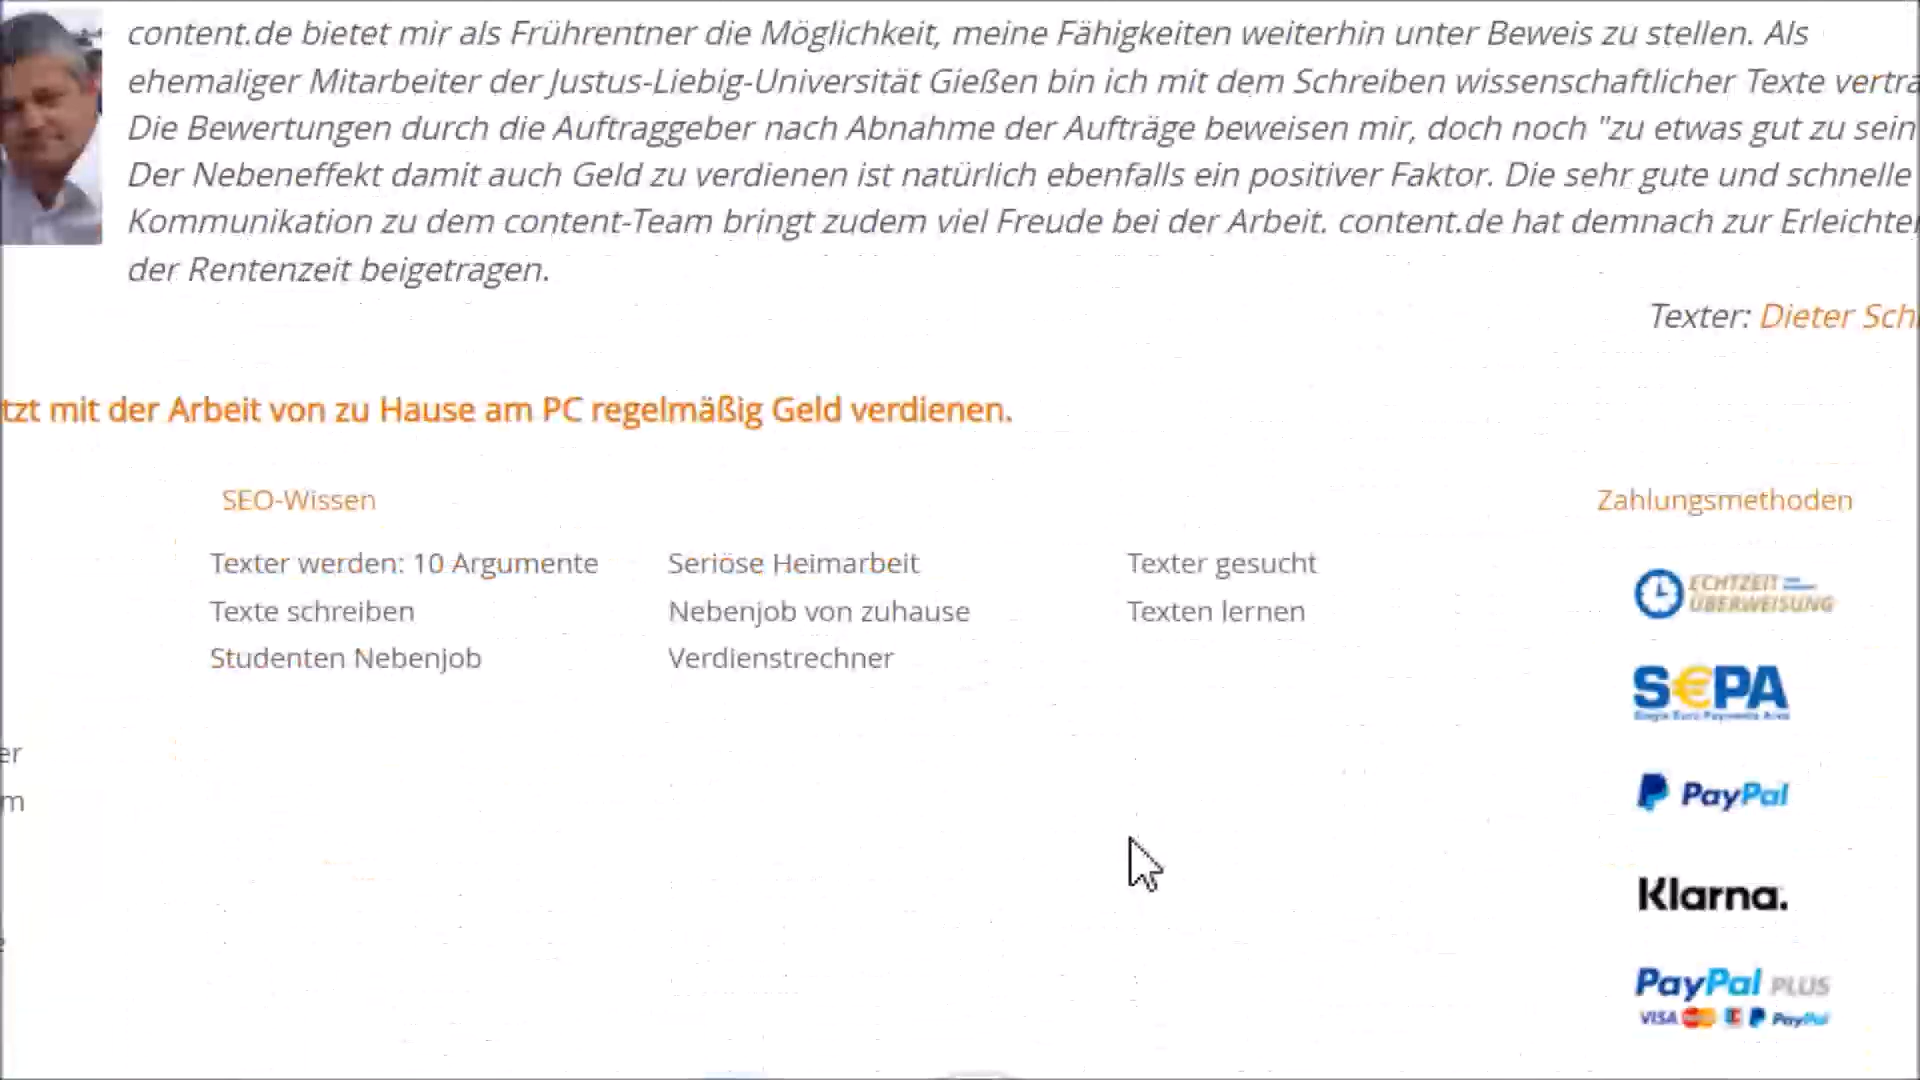 content.de bietet mir als Frührentner die Möglichkeit, meine Fähigkeiten weiterhin unter Beweis zu stellen. Als
ehemaliger Mitarbeiter der Justus-Liebig-Universität Gießen bin ich mit dem Schreiben wissenschaftlicher Texte
Die Bewertungen durch die Auftraggeber nach Abnahme der Aufträge beweisen mir, doch noch "zu etwas gut zu sein
Der Nebeneffekt damit auch Geld zu verdienen ist natürlich ebenfalls ein positiver Faktor. Die sehr gute und schnelle
Kommunikation zu dem content-Team bringt zudem viel Freude bei der Arbeit. content.de hat demnach zur
der Rentenzeit beigetragen.
Texter: Dieter
mit der Arbeit von zu Hause am PC regelmäßig Geld verdienen.
SEO-Wissen
Texter werden: 10 Argumente
Texte schreiben
Studenten Nebenjob
Seriöse Heimarbeit
Nebenjob von zuhause
Verdienstrechner
Texter gesucht
Texten lernen
Zahlungsmethoden
ECHTZEIT
ÜBERWEISUNG
S€PA
Single Euro Payments Area
PayPal
Klarna.
PayPal PLUS
VISA PayPal